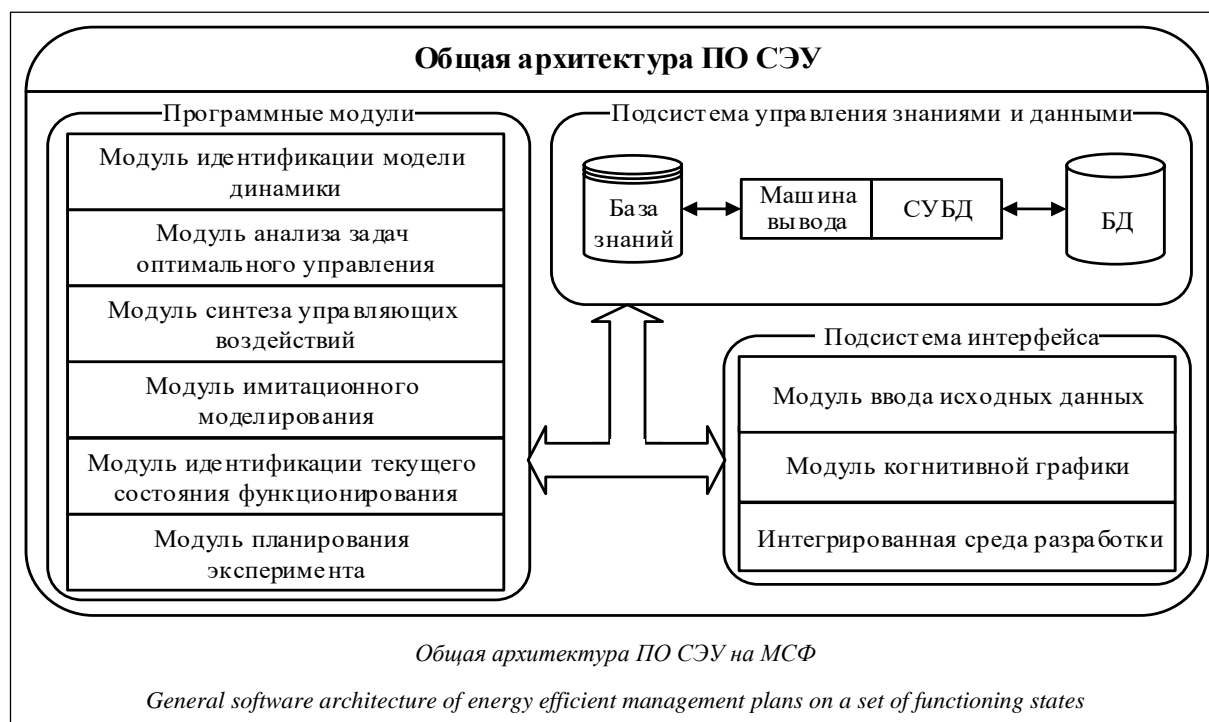 Общая архитектура ПО СЭУ
Программные модули
Модуль идентификации модели
динамики
Модуль анализа задач
оптимального управления
Модуль синтеза управляющих
воздействий
Модуль имитационного
моделирования
Модуль идентификации текущего
состояния функционирования
Модуль планирования
эксперимента
Подсистема управления знаниями и данными
База
знаний
Машина
вывода
СУБД
БД
Подсистема интерфейса
Модуль ввода исходных данных
Модуль когнитивной графики
Интегрированная среда разработки
Общая архитектура ПО СЭУ на МСФ
General software architecture of energy efficient management plans on a set of functioning states